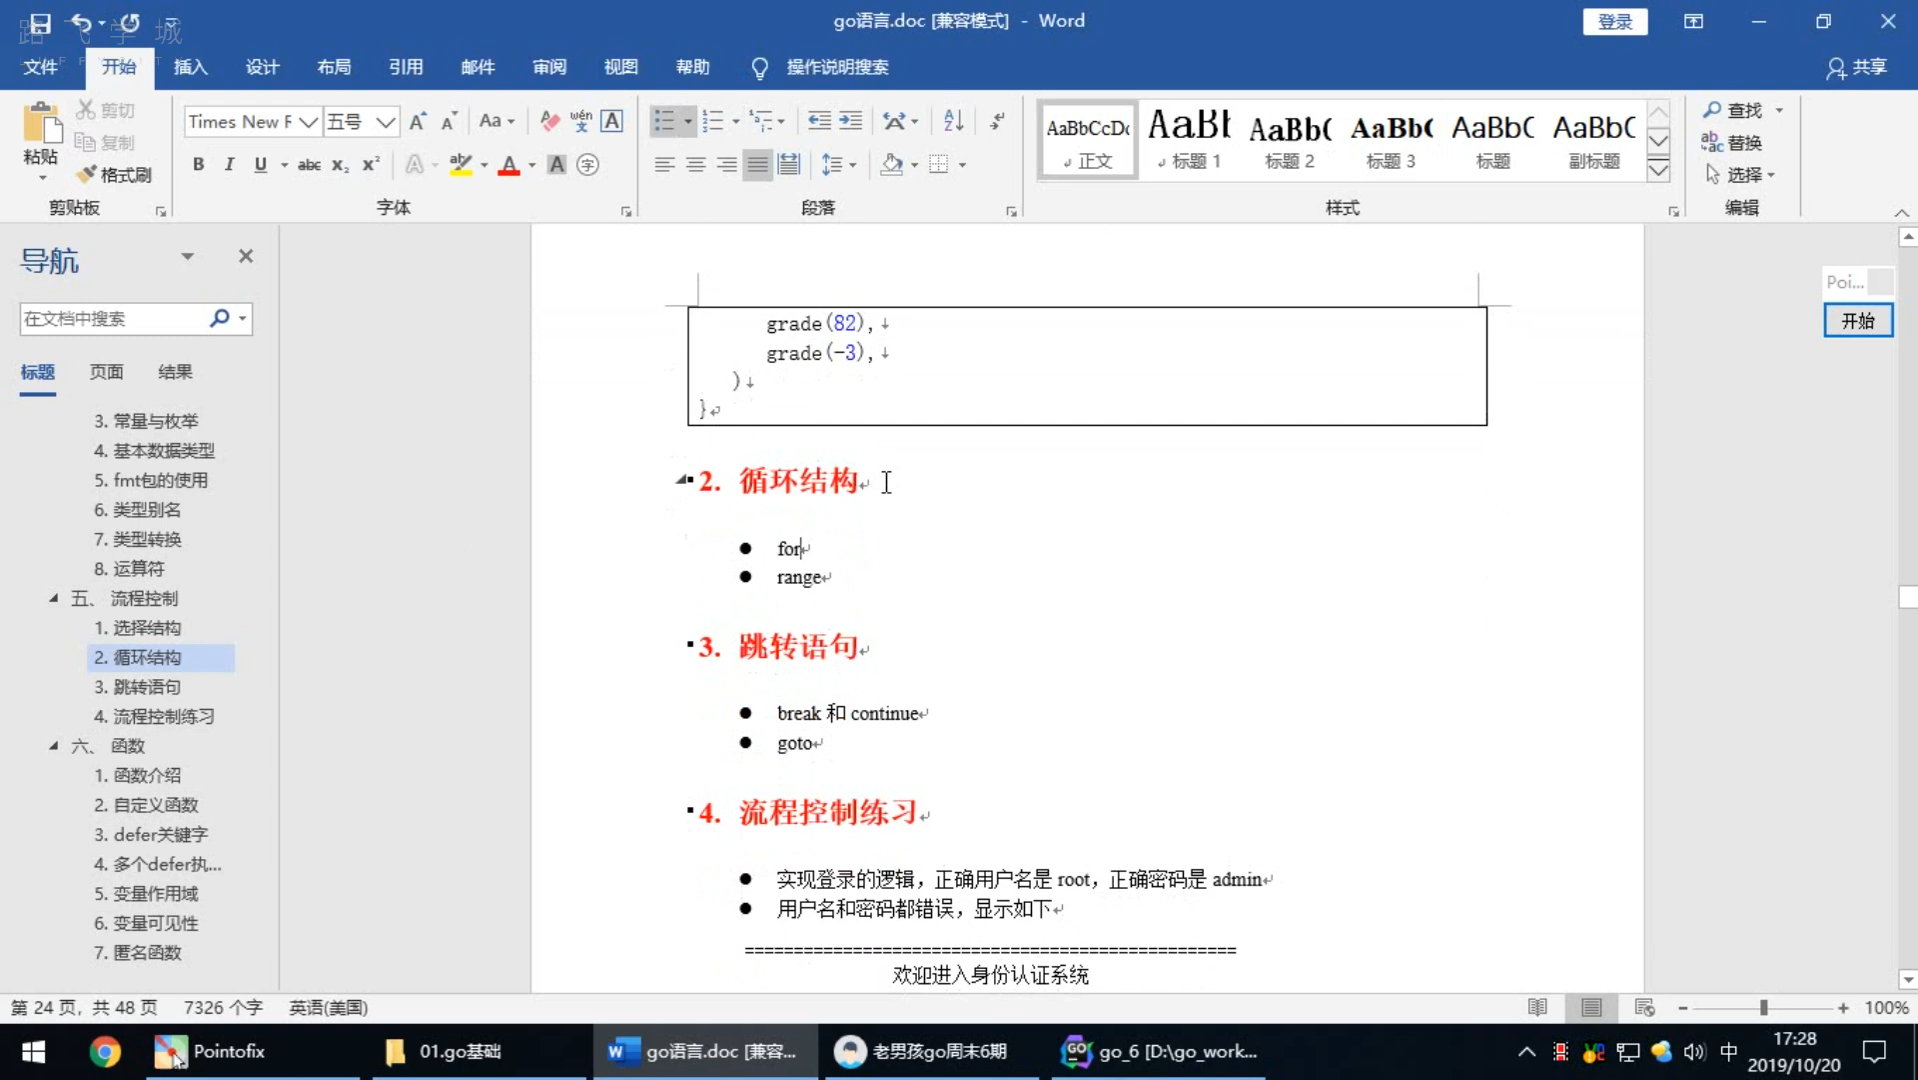 go语言.doc [兼容模式] - Word
登录
路飞学城
文件 开始 插入 设计 布局 引用 邮件 审阅 视图 帮助 操作说明搜索
共享
粘贴
剪切
复制
格式刷
剪贴板
Times New R 五号
字体
段落
AaBbCcDc AaBb AaBb( AaBb( AaBbC AaBbC
正文 标题 1 标题 2 标题 3 标题 副标题
样式
查找
替换
选择
编辑
导航
在文档中搜索
标题 页面 结果
3. 常量与枚举
4. 基本数据类型
5. fmt包的使用
6. 类型别名
7. 类型转换
8. 运算符
五、 流程控制
1. 选择结构
2. 循环结构
3. 跳转语句
4. 流程控制练习
六、 函数
1. 函数介绍
2. 自定义函数
3. defer关键字
4. 多个defer执...
5. 变量作用域
6. 变量可见性
7. 匿名函数
grade(82),
grade(-3),
)
}
2. 循环结构
● for
● range
3. 跳转语句
● break 和 continue
● goto
4. 流程控制练习
● 实现登录的逻辑，正确用户名是 root，正确密码是 admin
● 用户名和密码都错误，显示如下
==================================================
欢迎进入身份认证系统
Poi...
开始
第 24 页，共 48 页 7326 个字 英语(美国)
100%
Pointofix
01.go基础
go语言.doc [兼容...
老男孩go周末6期
go_6 [D:\go_work...
中
17:28
2019/10/20